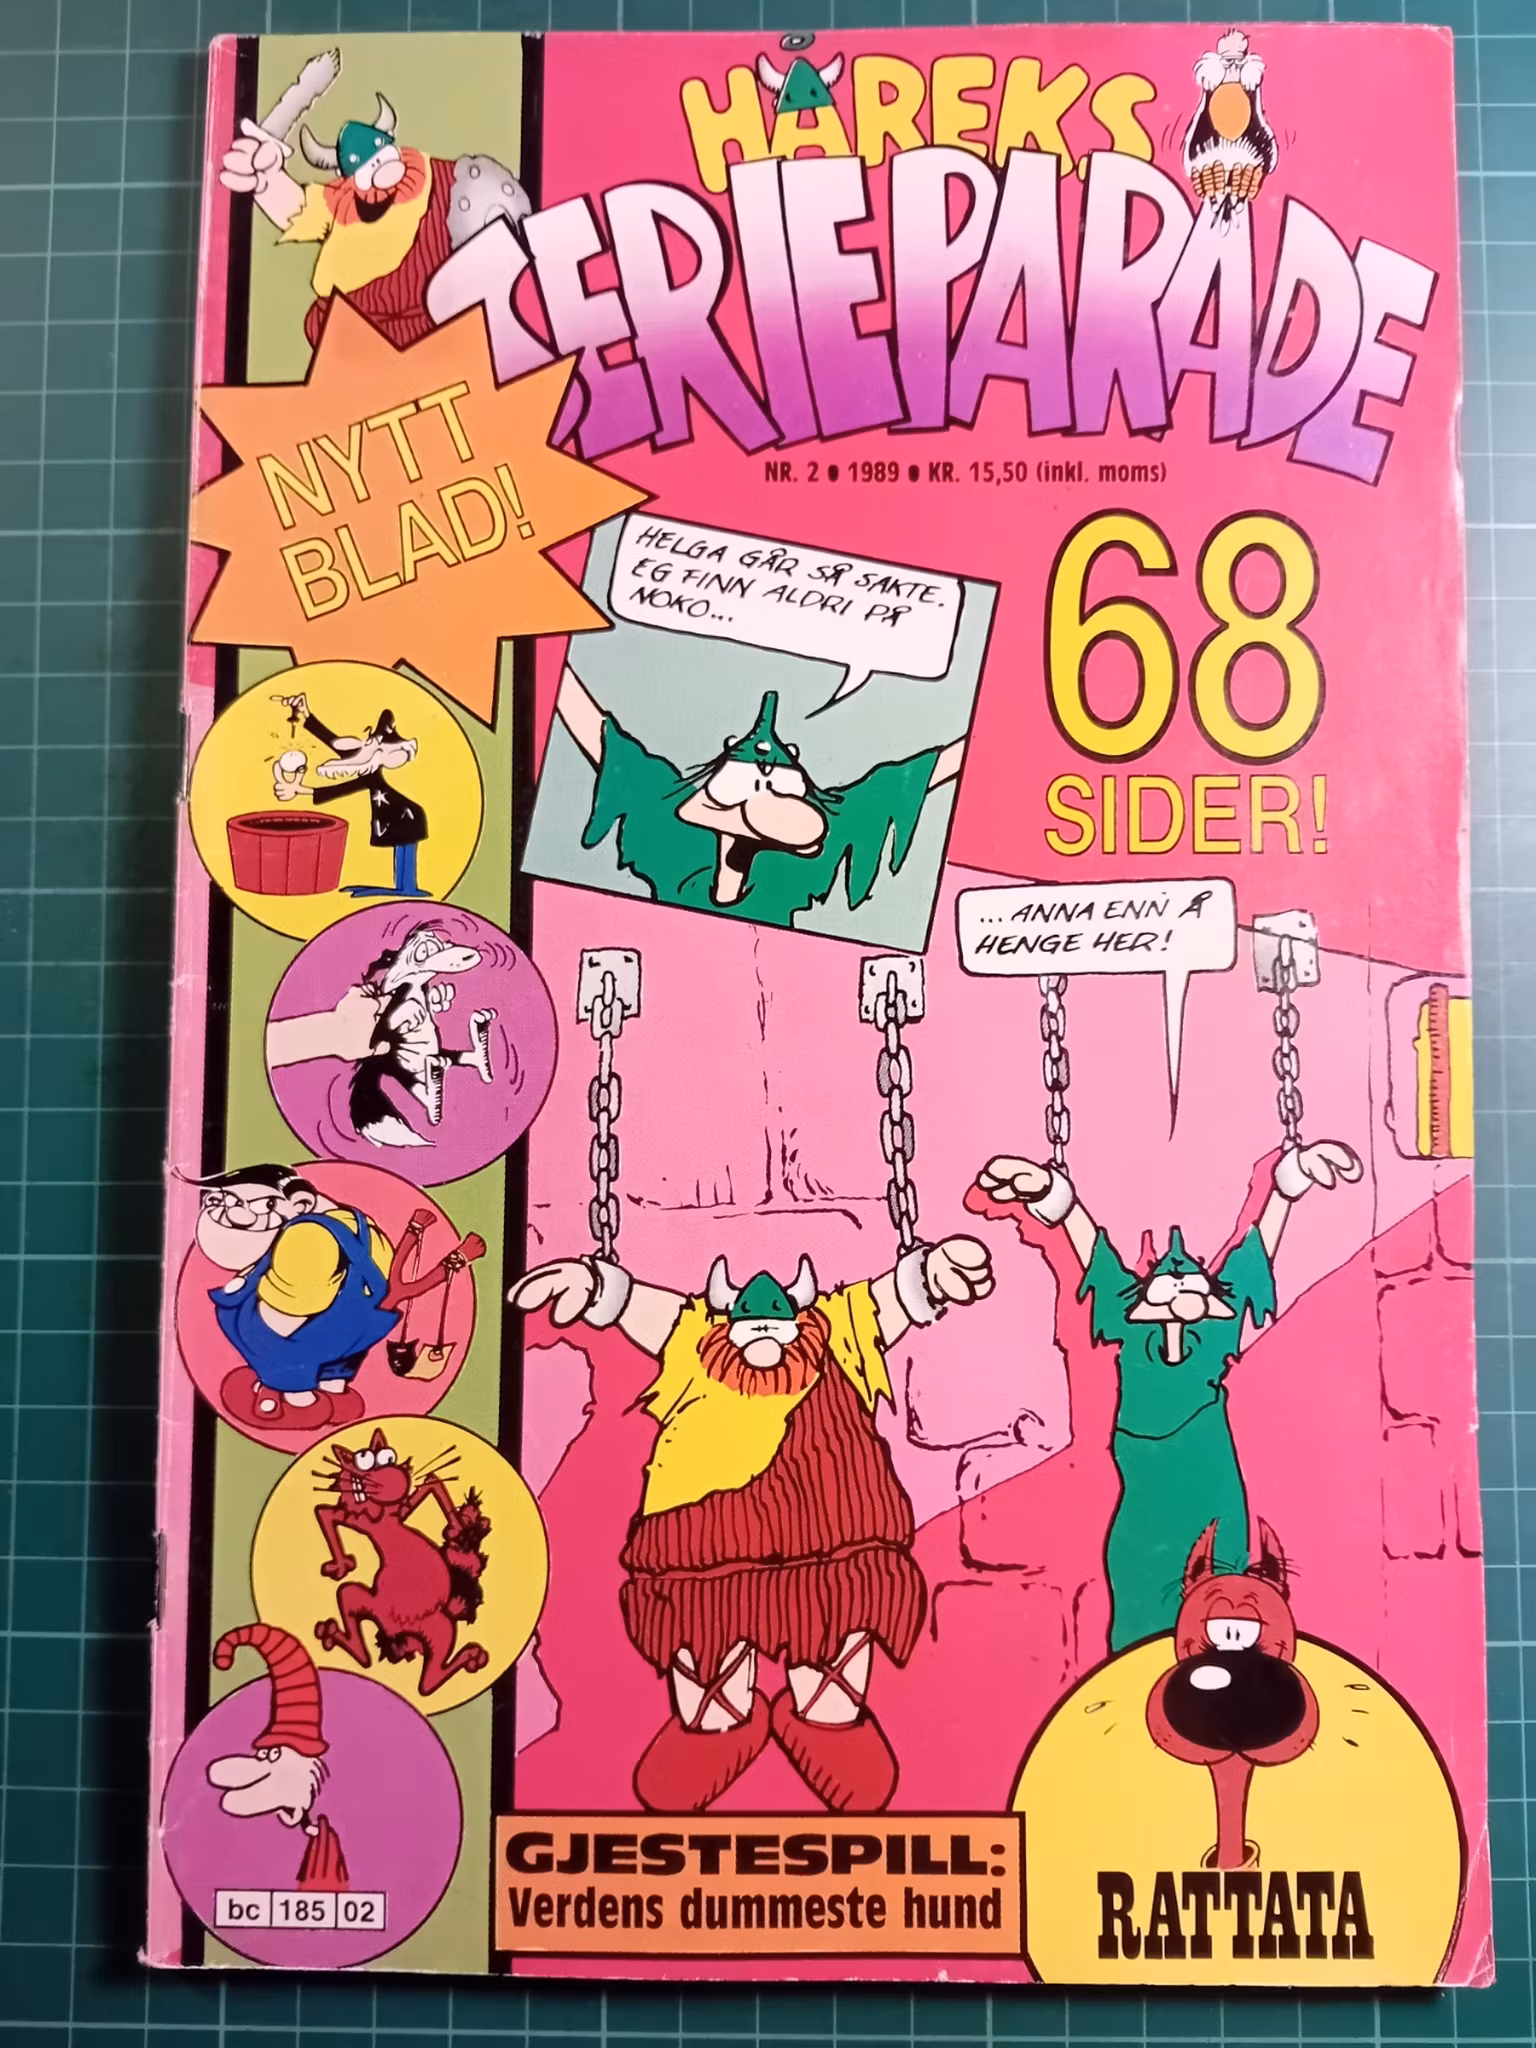 HÅREKS
SERIEPARADE
NR. 2 • 1989 • KR. 15,50 (inkl. moms)
NYTT
BLAD!
HELGA GÅR SÅ SAKTE.
EG FINN ALDRI PÅ
NOKO...
68
SIDER!
... ANNA ENN Å
HENGE HER!
GJESTESPILL:
Verdens dummeste hund
RATTATA
bc 185 02